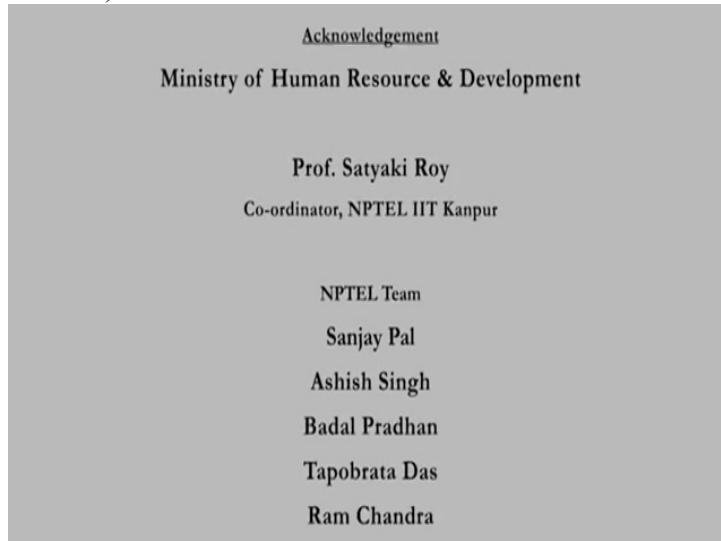 Acknowledgement
Ministry of Human Resource & Development
Prof. Satyaki Roy
Co-ordinator, NPTEL IIT Kanpur
NPTEL Team
Sanjay Pal
Ashish Singh
Badal Pradhan
Tapobrata Das
Ram Chandra